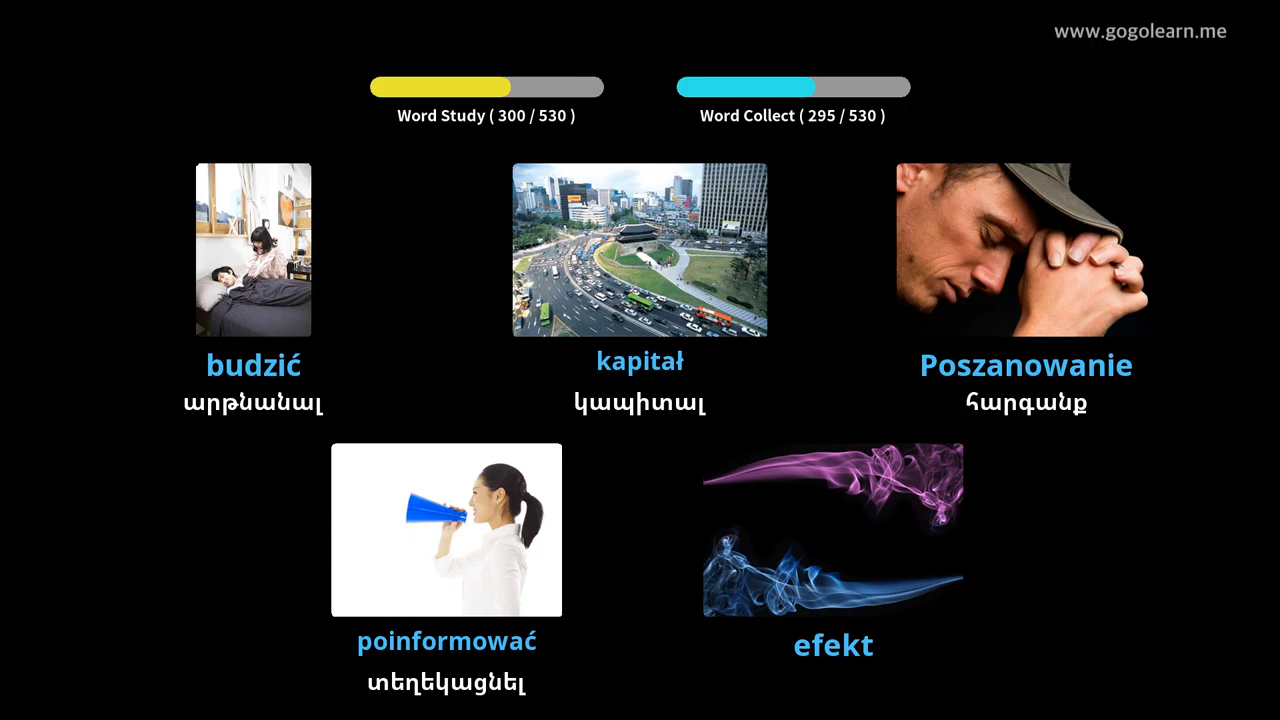 www.gogolearn.me
Word Study ( 300 / 530 )
Word Collect ( 295 / 530 )
budzić
kapitał
Poszanowanie
արթնանալ
կապիտալ
հարգանք
poinformować
efekt
տեղեկացնել